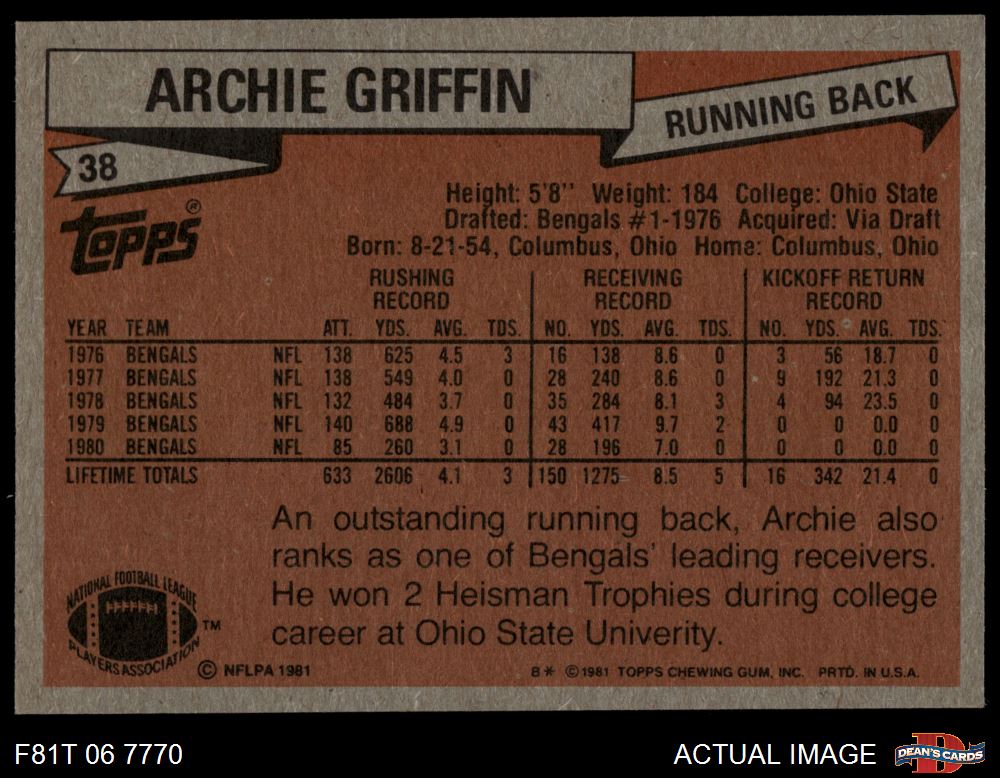 ARCHIE GRIFFIN
RUNNING BACK
38
topps®
Height: 5'8'' Weight: 184 College: Ohio State
Drafted: Bengals #1-1976 Acquired: Via Draft
Born: 8-21-54, Columbus, Ohio Home: Columbus, Ohio
RUSHING RECORD RECEIVING RECORD KICKOFF RETURN RECORD
YEAR TEAM ATT. YDS. AVG. TDS. NO. YDS. AVG. TDS. NO. YDS. AVG. TDS.
1976 BENGALS NFL 138 625 4.5 3 16 138 8.6 0 3 56 18.7 0
1977 BENGALS NFL 138 549 4.0 0 28 240 8.6 0 9 192 21.3 0
1978 BENGALS NFL 132 484 3.7 0 35 284 8.1 3 4 94 23.5 0
1979 BENGALS NFL 140 688 4.9 0 43 417 9.7 2 0 0 0.0 0
1980 BENGALS NFL 85 260 3.1 0 28 196 7.0 0 0 0 0.0 0
LIFETIME TOTALS 633 2606 4.1 3 150 1275 8.5 5 16 342 21.4 0
An outstanding running back, Archie also
ranks as one of Bengals' leading receivers.
He won 2 Heisman Trophies during college
career at Ohio State Univerity.
NATIONAL FOOTBALL LEAGUE
PLAYERS ASSOCIATION
TM
© NFLPA 1981
B* ©1981 TOPPS CHEWING GUM, INC. PRTD. IN U.S.A.
F81T 06 7770
ACTUAL IMAGE
D
DEAN'S CARDS